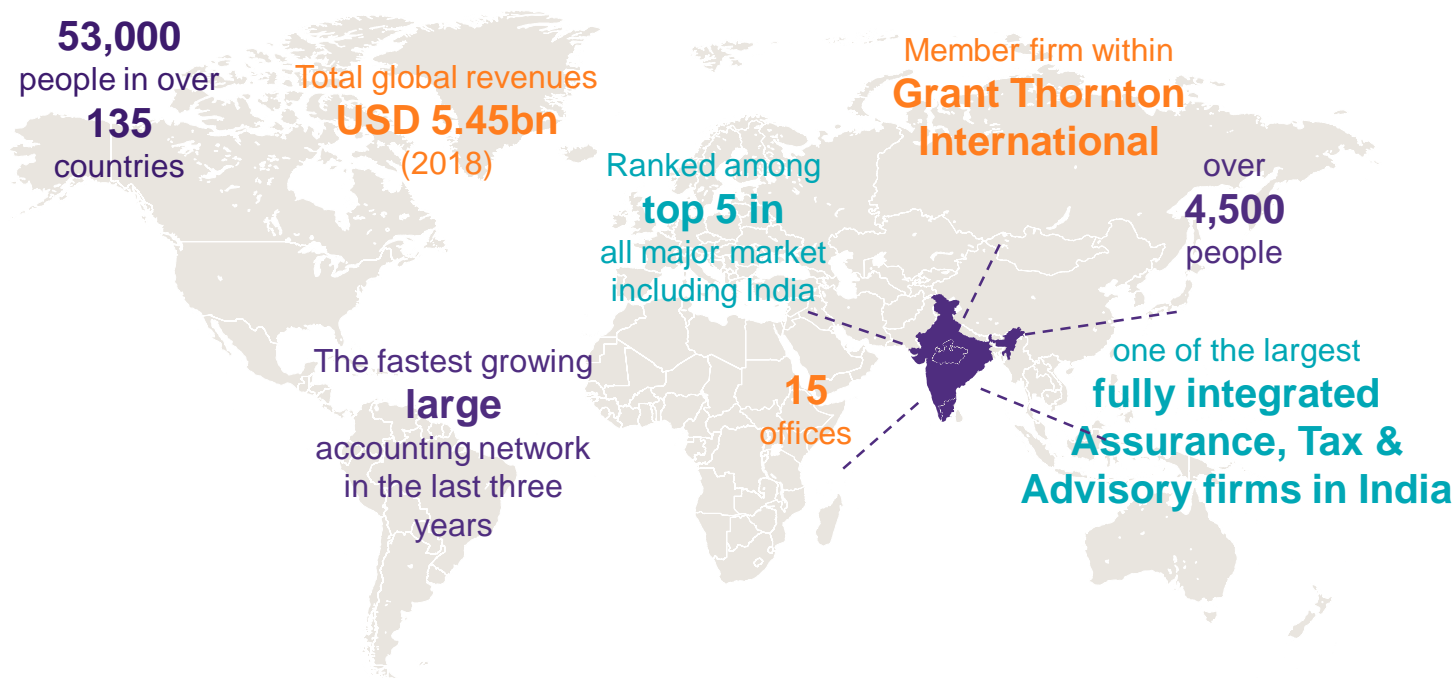 53,000
people in over
135
countries
Total global revenues
USD 5.45bn
(2018)
Member firm within
Grant Thornton
International
Ranked among
top 5 in
all major market
including India
over
4,500
people
The fastest growing
large
accounting network
in the last three
years
15
offices
one of the largest
fully integrated
Assurance, Tax &
Advisory firms in India